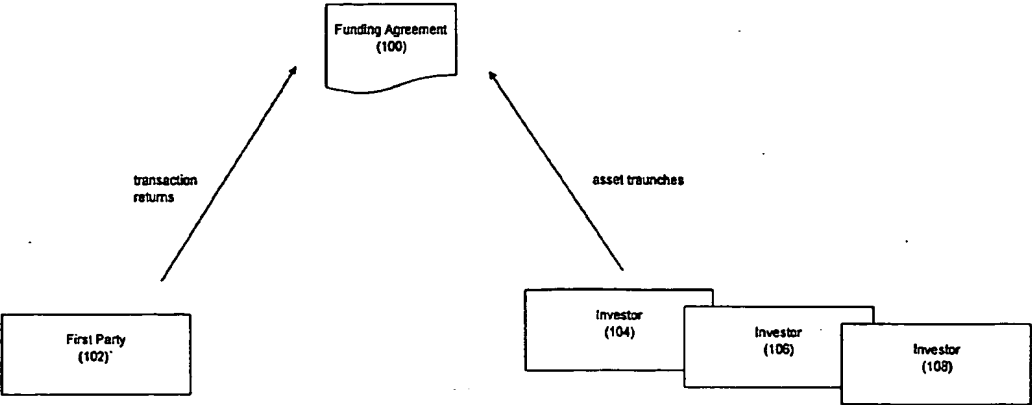 Funding Agreement
(100)
transaction
returns
asset traunches
First Party
(102)
Investor
(104)
Investor
(106)
Investor
(108)